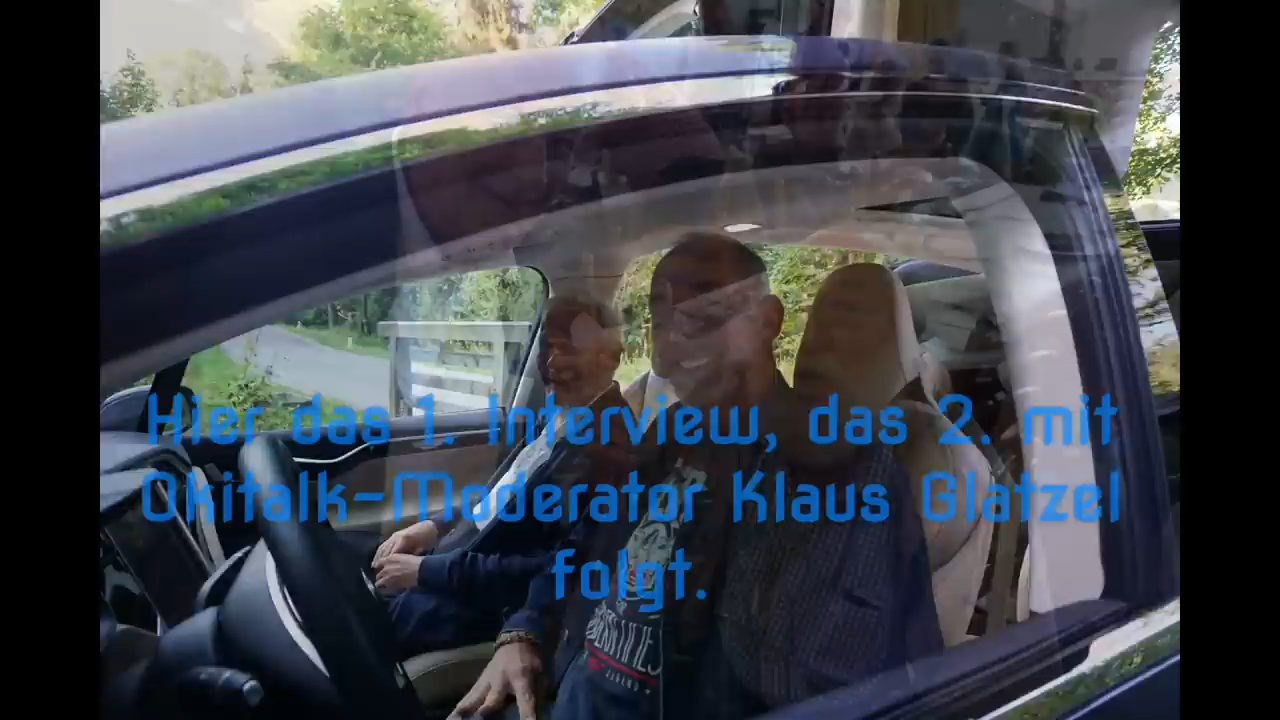 Hier das 1. Interview, das 2. mit
Okitalk-Moderator Klaus Glatzel
folgt.